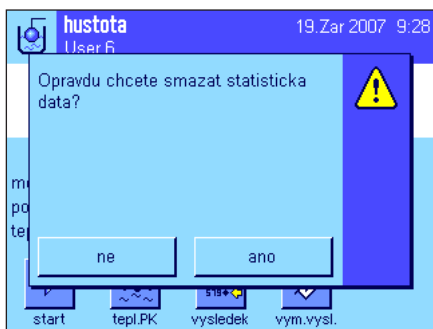 hustota 19.Zar 2007 9:28
User 6
Opravdu chcete smazat statisticka
data?
ne ano
start tepl.PK vysledek vym.vysl.